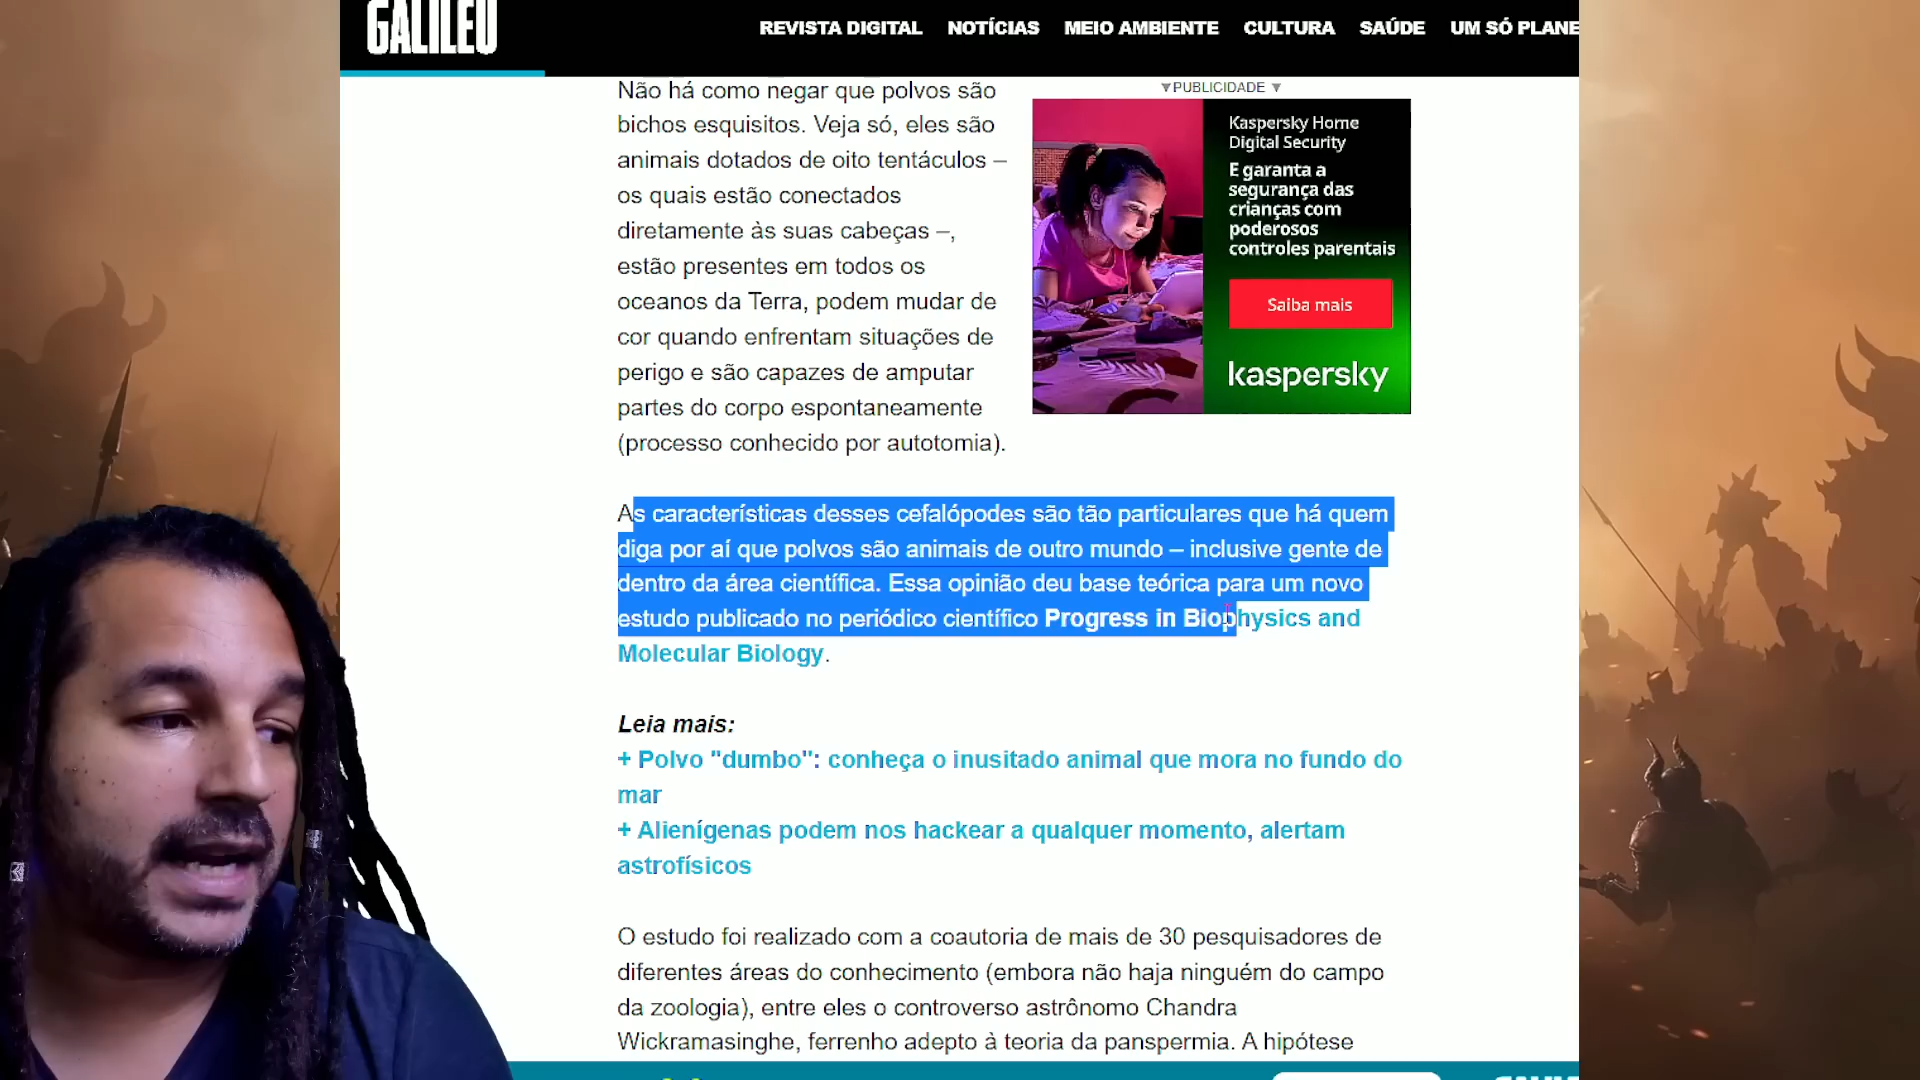 GALILEU
REVISTA DIGITAL NOTÍCIAS MEIO AMBIENTE CULTURA SAÚDE UM SÓ PLANE
Não há como negar que polvos são
bichos esquisitos. Veja só, eles são
animais dotados de oito tentáculos –
os quais estão conectados
diretamente às suas cabeças –,
estão presentes em todos os
oceanos da Terra, podem mudar de
cor quando enfrentam situações de
perigo e são capazes de amputar
partes do corpo espontaneamente
(processo conhecido por autotomia).
▼PUBLICIDADE ▼
Kaspersky Home
Digital Security
E garanta a
segurança das
crianças com
poderosos
controles parentais
Saiba mais
kaspersky
As características desses cefalópodes são tão particulares que há quem
diga por aí que polvos são animais de outro mundo – inclusive gente de
dentro da área científica. Essa opinião deu base teórica para um novo
estudo publicado no periódico científico Progress in Biophysics and
Molecular Biology.
Leia mais:
+ Polvo "dumbo": conheça o inusitado animal que mora no fundo do
mar
+ Alienígenas podem nos hackear a qualquer momento, alertam
astrofísicos
O estudo foi realizado com a coautoria de mais de 30 pesquisadores de
diferentes áreas do conhecimento (embora não haja ninguém do campo
da zoologia), entre eles o controverso astrônomo Chandra
Wickramasinghe, ferrenho adepto à teoria da panspermia. A hipótese